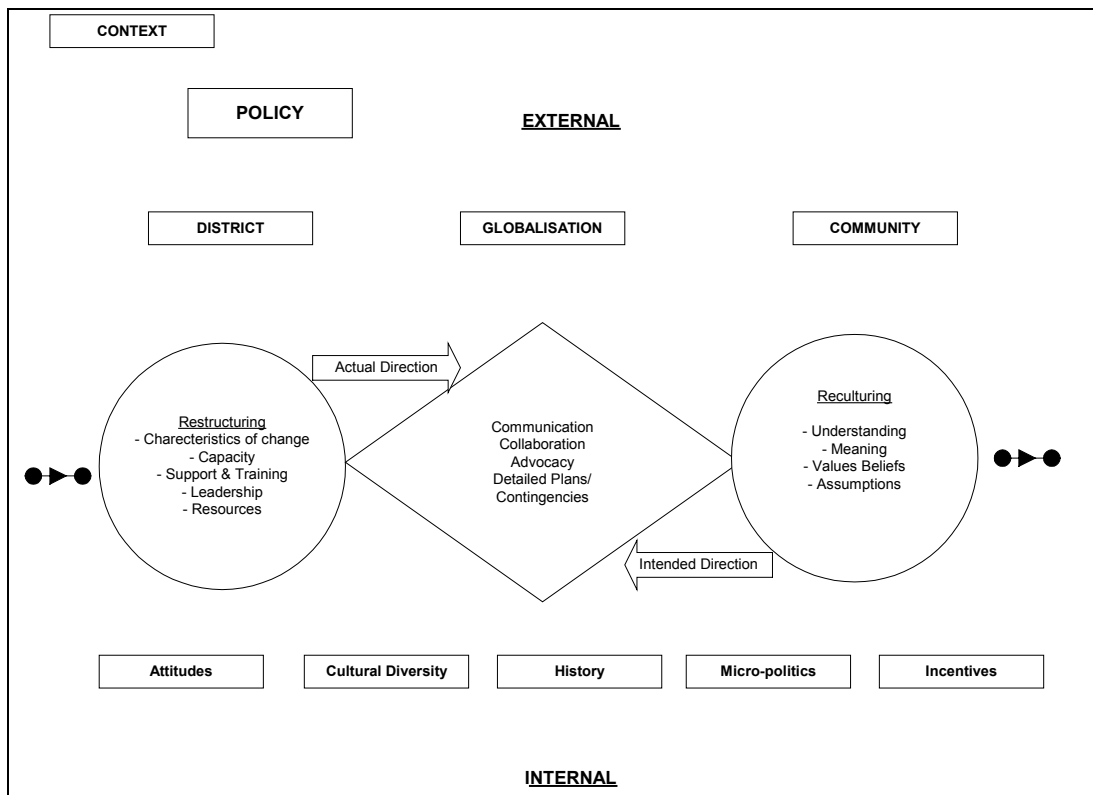 CONTEXT
POLICY
EXTERNAL
DISTRICT
GLOBALISATION
COMMUNITY
Actual Direction
Restructuring
- Charecteristics of change
- Capacity
- Support & Training
- Leadership
- Resources
Communication
Collaboration
Advocacy
Detailed Plans/
Contingencies
Reculturing
- Understanding
- Meaning
- Values Beliefs
- Assumptions
Intended Direction
Attitudes
Cultural Diversity
History
Micro-politics
Incentives
INTERNAL